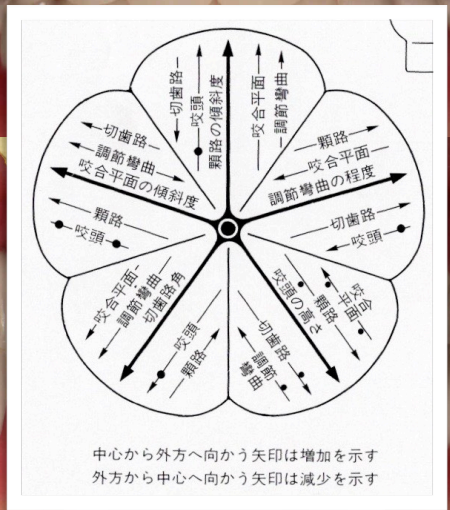 切歯路
咬頭
顆路の傾斜度
咬合平面
調節彎曲
顆路
咬合平面
調節彎曲の程度
切歯路
咬頭
咬合平面
顆路
咬頭の高さ
切歯路
調節彎曲
咬頭
顆路
切歯路角
調節彎曲
咬合平面
咬頭
顆路
咬合平面の傾斜度
調節彎曲
切歯路
中心から外方へ向かう矢印は増加を示す
外方から中心へ向かう矢印は減少を示す